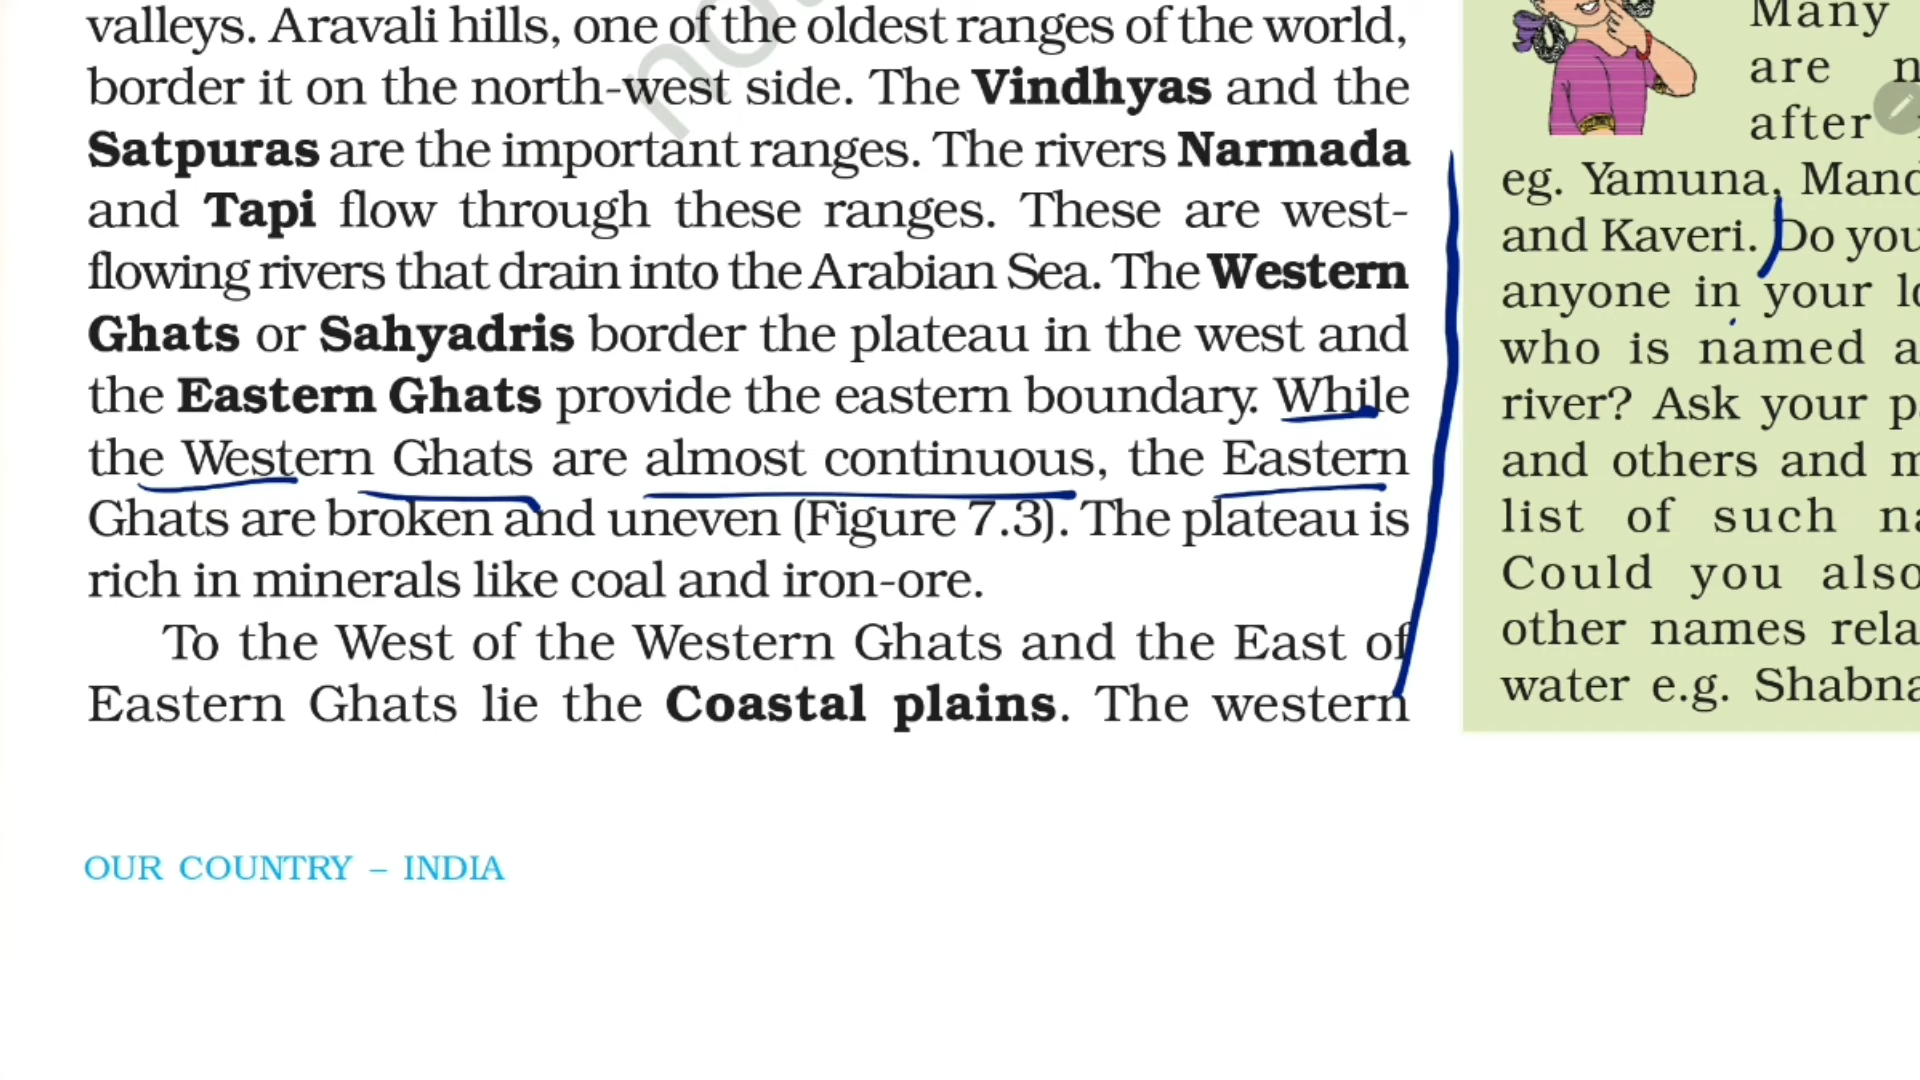 valleys. Aravali hills, one of the oldest ranges of the world,
border it on the north-west side. The Vindhyas and the
Satpuras are the important ranges. The rivers Narmada
and Tapi flow through these ranges. These are west-
flowing rivers that drain into the Arabian Sea. The Western
Ghats or Sahyadris border the plateau in the west and
the Eastern Ghats provide the eastern boundary. While
the Western Ghats are almost continuous, the Eastern
Ghats are broken and uneven (Figure 7.3). The plateau is
rich in minerals like coal and iron-ore.
To the West of the Western Ghats and the East of
Eastern Ghats lie the Coastal plains. The western
OUR COUNTRY – INDIA
Many
are
after
eg. Yamuna, Mand
and Kaveri. Do you
anyone in your lo
who is named a
river? Ask your p
and others and m
list of such na
Could you also
other names rela
water e.g. Shabna